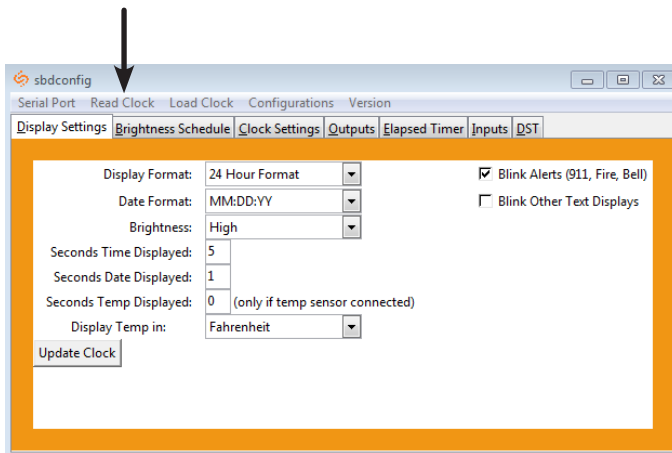 sbdconfig
Serial Port Read Clock Load Clock Configurations Version
Display Settings Brightness Schedule Clock Settings Outputs Elapsed Timer Inputs DST
Display Format: 24 Hour Format Blink Alerts (911, Fire, Bell)
Date Format: MM:DD:YY Blink Other Text Displays
Brightness: High
Seconds Time Displayed: 5
Seconds Date Displayed: 1
Seconds Temp Displayed: 0 (only if temp sensor connected)
Display Temp in: Fahrenheit
Update Clock